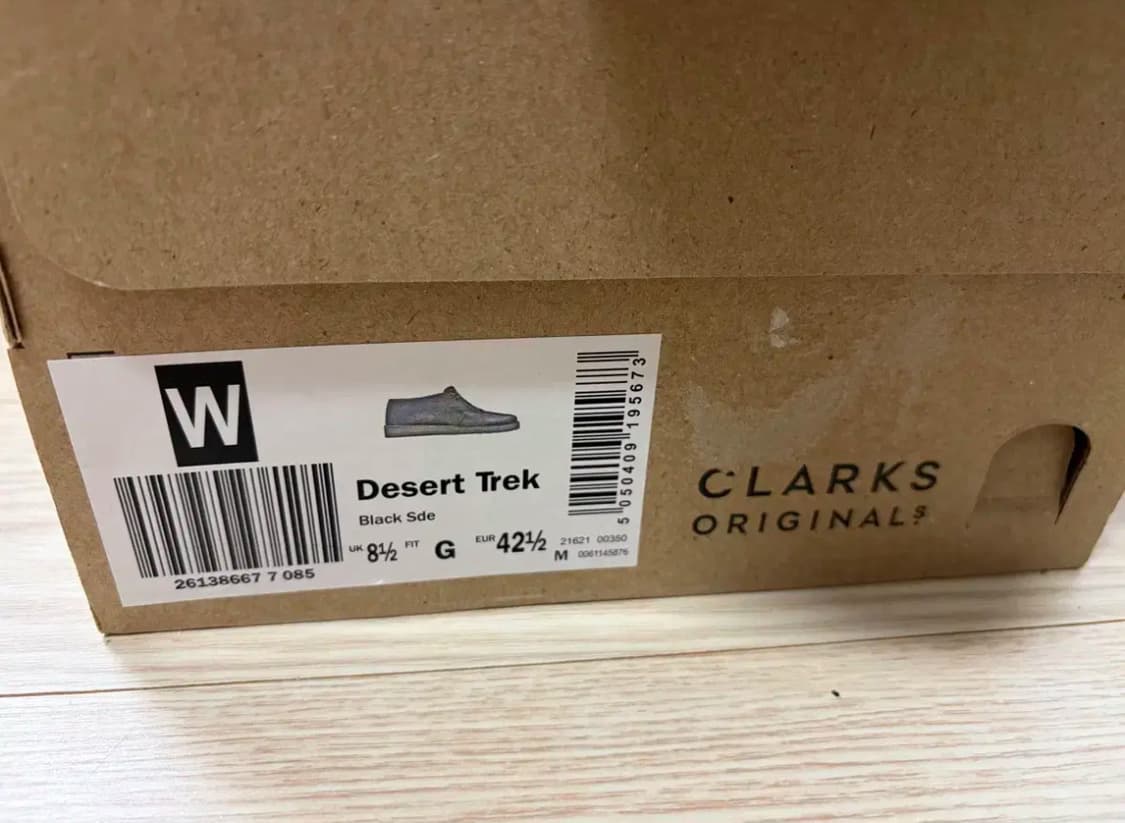 W
26138667 7 085
Desert Trek
Black Sde
UK 8½ FIT G EUR 42½
21621 00350
M 0061145876
5 050409 195673
CLARKS
ORIGINALS